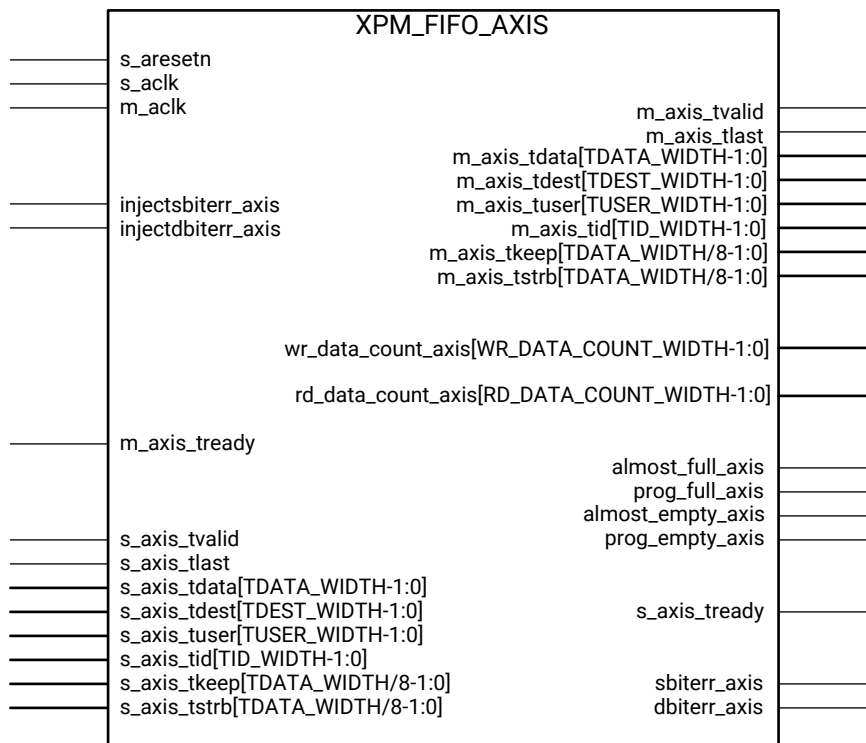 XPM_FIFO_AXIS
s_aresetn
s_aclk
m_aclk
m_axis_tvalid
m_axis_tlast
m_axis_tdata[TDATA_WIDTH-1:0]
m_axis_tdest[TDEST_WIDTH-1:0]
injectsbiterr_axis
m_axis_tuser[TUSER_WIDTH-1:0]
injectdbiterr_axis
m_axis_tid[TID_WIDTH-1:0]
m_axis_tkeep[TDATA_WIDTH/8-1:0]
m_axis_tstrb[TDATA_WIDTH/8-1:0]
wr_data_count_axis[WR_DATA_COUNT_WIDTH-1:0]
rd_data_count_axis[RD_DATA_COUNT_WIDTH-1:0]
m_axis_tready
almost_full_axis
prog_full_axis
almost_empty_axis
s_axis_tvalid
prog_empty_axis
s_axis_tlast
s_axis_tdata[TDATA_WIDTH-1:0]
s_axis_tdest[TDEST_WIDTH-1:0]
s_axis_tready
s_axis_tuser[TUSER_WIDTH-1:0]
s_axis_tid[TID_WIDTH-1:0]
s_axis_tkeep[TDATA_WIDTH/8-1:0]
sbiterr_axis
s_axis_tstrb[TDATA_WIDTH/8-1:0]
dbiterr_axis